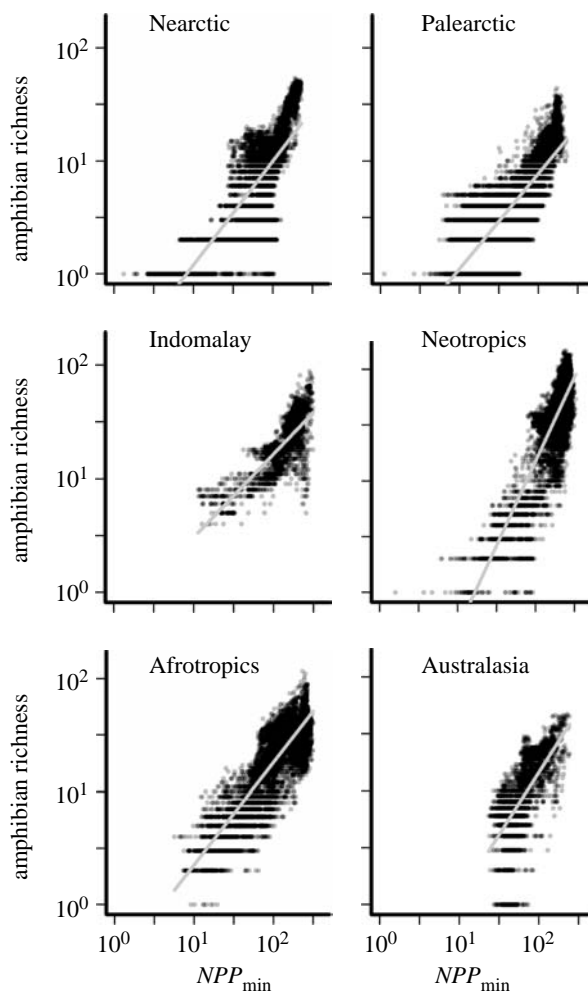 Nearctic
Palearctic
amphibian richness
10²
10¹
10⁰
Indomalay
Neotropics
amphibian richness
10²
10¹
10⁰
Afrotropics
Australasia
amphibian richness
10²
10¹
10⁰
10⁰ 10¹ 10² 10⁰ 10¹ 10²
NPPmin NPPmin